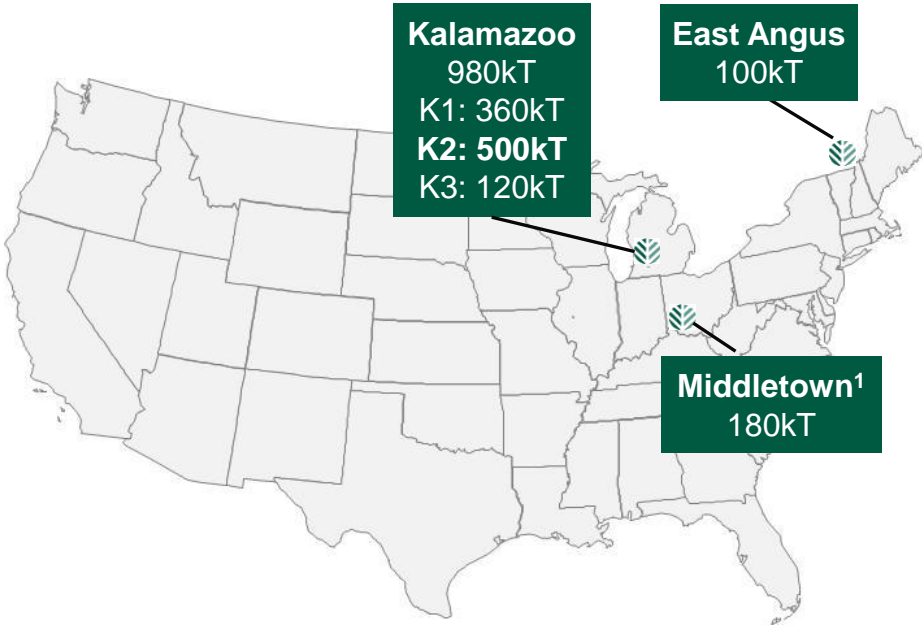 Kalamazoo
980kT
K1: 360kT
K2: 500kT
K3: 120kT
East Angus
100kT
Middletown¹
180kT